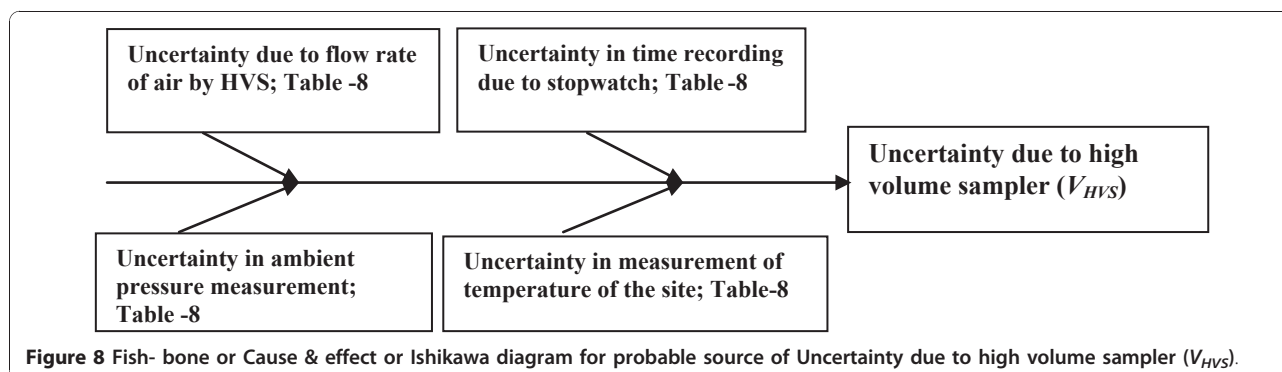 Uncertainty due to flow rate
of air by HVS; Table -8
Uncertainty in time recording
due to stopwatch; Table -8
Uncertainty due to high
volume sampler (V_HVS)
Uncertainty in ambient
pressure measurement;
Table -8
Uncertainty in measurement of
temperature of the site; Table-8
Figure 8 Fish- bone or Cause & effect or Ishikawa diagram for probable source of Uncertainty due to high volume sampler (V_HVS).